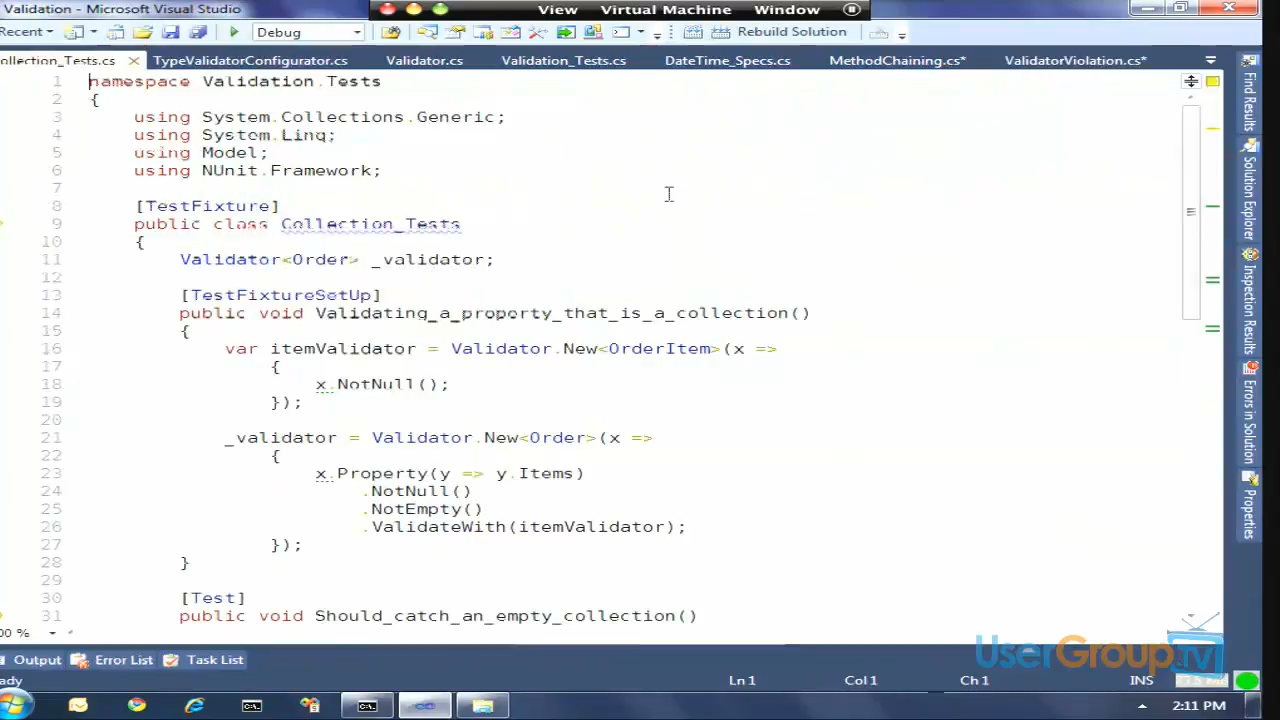 Validation - Microsoft Visual Studio
View Virtual Machine Window
Recent Debug Rebuild Solution
ollection_Tests.cs TypeValidatorConfigurator.cs Validator.cs Validation_Tests.cs DateTime_Specs.cs MethodChaining.cs* ValidatorViolation.cs*
1 namespace Validation.Tests
2 {
3 using System.Collections.Generic;
4 using System.Linq;
5 using Model;
6 using NUnit.Framework;
7
8 [TestFixture]
9 public class Collection_Tests
10 {
11 Validator<Order> _validator;
12
13 [TestFixtureSetUp]
14 public void Validating_a_property_that_is_a_collection()
15 {
16 var itemValidator = Validator.New<OrderItem>(x =>
17 {
18 x.NotNull();
19 });
20
21 _validator = Validator.New<Order>(x =>
22 {
23 x.Property(y => y.Items)
24 .NotNull()
25 .NotEmpty()
26 .ValidateWith(itemValidator);
27 });
28 }
29
30 [Test]
31 public void Should_catch_an_empty_collection()
00 %
Find Results
Solution Explorer
Inspection Results
Errors in Solution
Properties
Output Error List Task List
UserGroup.tv
ady Ln 1 Col 1 Ch 1 INS
2:11 PM